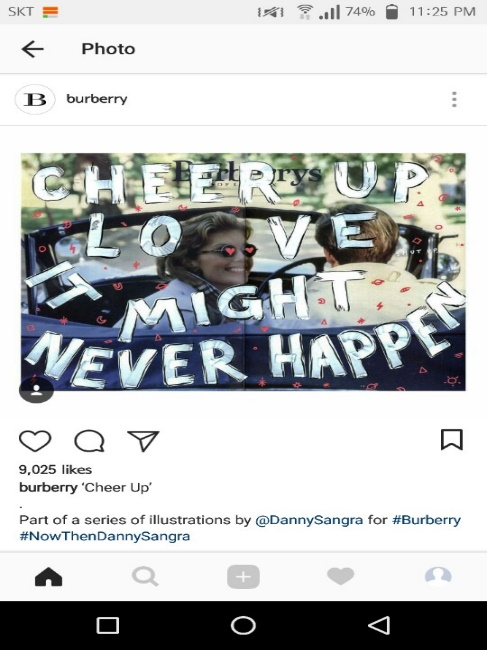 SKT 74% 11:25 PM
Photo
B burberry
Burberrys
CHEER UP
LOVE
IT MIGHT
NEVER HAPPEN
9,025 likes
burberry 'Cheer Up'
.
Part of a series of illustrations by @DannySangra for #Burberry
#NowThenDannySangra